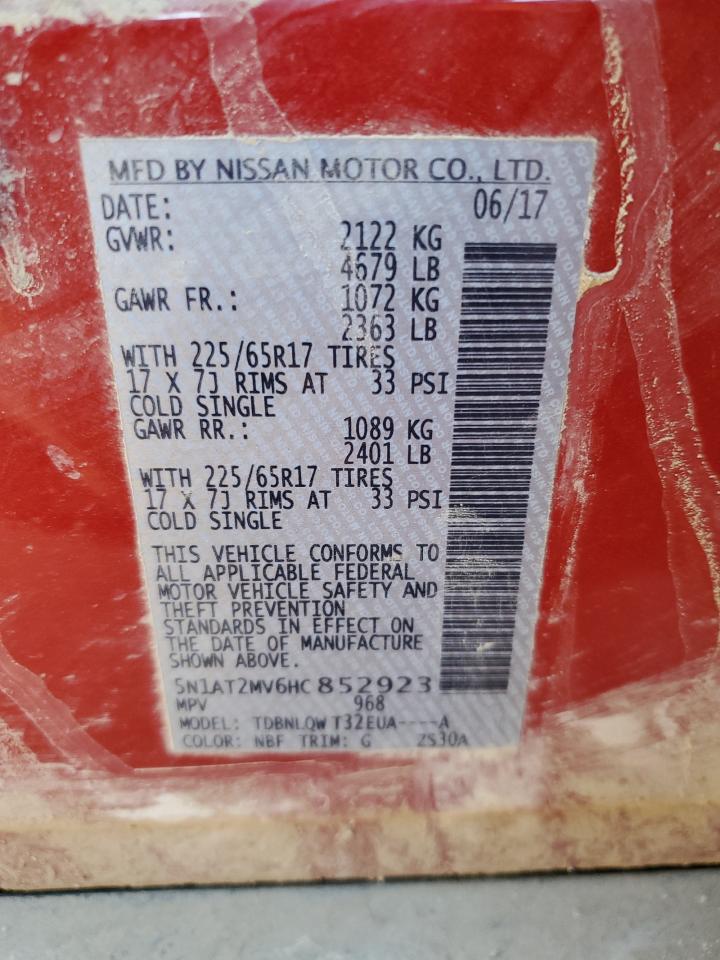 MFD BY NISSAN MOTOR CO., LTD.
DATE: 06/17
GVWR: 2122 KG
4679 LB
GAWR FR.: 1072 KG
2363 LB
WITH 225/65R17 TIRES
17 X 7J RIMS AT 33 PSI
COLD SINGLE
GAWR RR.: 1089 KG
2401 LB
WITH 225/65R17 TIRES
17 X 7J RIMS AT 33 PSI
COLD SINGLE
THIS VEHICLE CONFORMS TO
ALL APPLICABLE FEDERAL
MOTOR VEHICLE SAFETY AND
THEFT PREVENTION
STANDARDS IN EFFECT ON
THE DATE OF MANUFACTURE
SHOWN ABOVE.
5N1AT2MV6HC852923
MPV 968
MODEL: TDBNLQW T32EUA----A
COLOR: NBF TRIM: G 2S30A